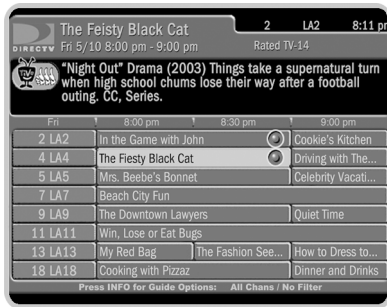 The Feisty Black Cat 2 LA2 8:11 pr
DIRECTV Fri 5/10 8:00 pm - 9:00 pm Rated TV-14
"Night Out" Drama (2003) Things take a supernatural turn
when high school chums lose their way after a football
outing. CC, Series.
Fri 8:00 pm 8:30 pm 9:00 pm
2 LA2 In the Game with John Cookie's Kitchen
4 LA4 The Fiesty Black Cat Driving with The...
5 LA5 Mrs. Beebe's Bonnet Celebrity Vacati...
7 LA7 Beach City Fun
9 LA9 The Downtown Lawyers Quiet Time
11 LA11 Win, Lose or Eat Bugs
13 LA13 My Red Bag The Fashion See... How to Dress to...
18 LA18 Cooking with Pizzaz Dinner and Drinks
Press INFO for Guide Options: All Chans / No Filter